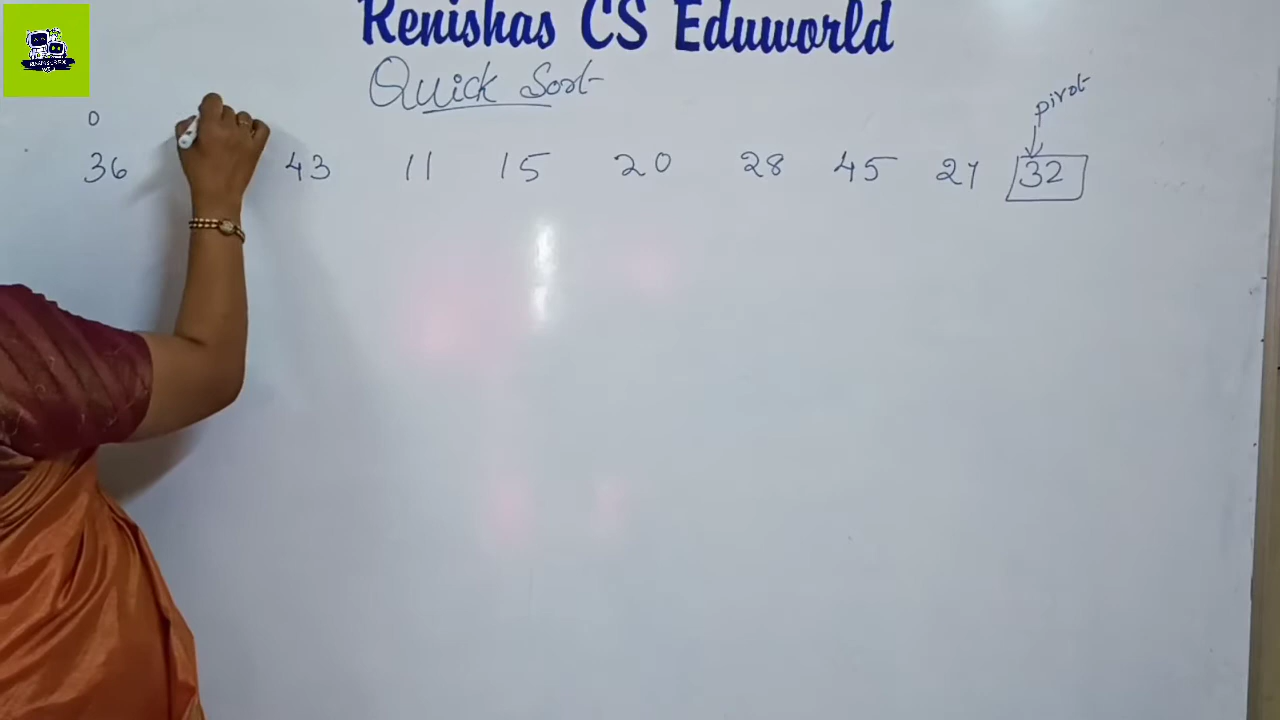 Renishas CS Eduworld
Quick Sort
pivot
0
36 43 11 15 20 28 45 27 32